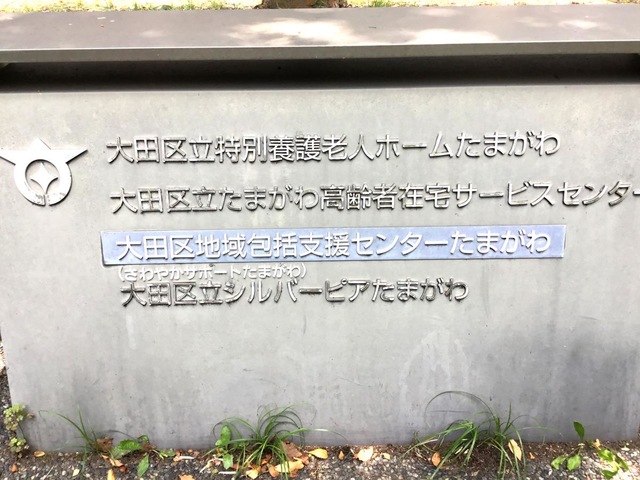 大田区立特別養護老人ホームたまがわ
大田区立たまがわ高齢者在宅サービスセンター
大田区地域包括支援センターたまがわ
(さわやかサポートたまがわ)
大田区立シルバーピアたまがわ